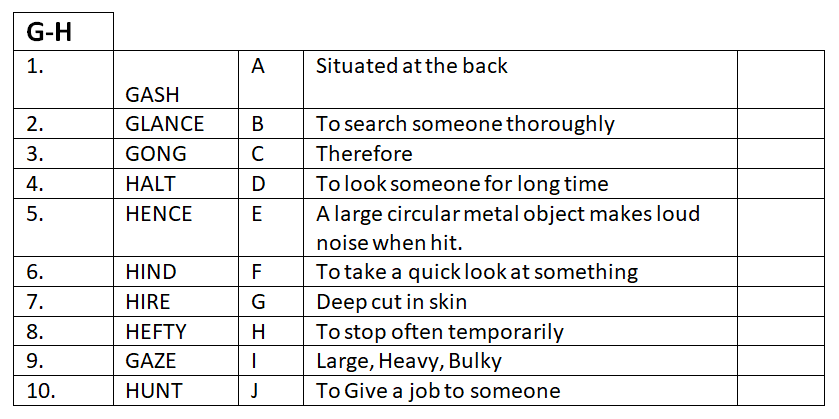 G-H
1. GASH A Situated at the back
2. GLANCE B To search someone thoroughly
3. GONG C Therefore
4. HALT D To look someone for long time
5. HENCE E A large circular metal object makes loud
noise when hit.
6. HIND F To take a quick look at something
7. HIRE G Deep cut in skin
8. HEFTY H To stop often temporarily
9. GAZE I Large, Heavy, Bulky
10. HUNT J To Give a job to someone